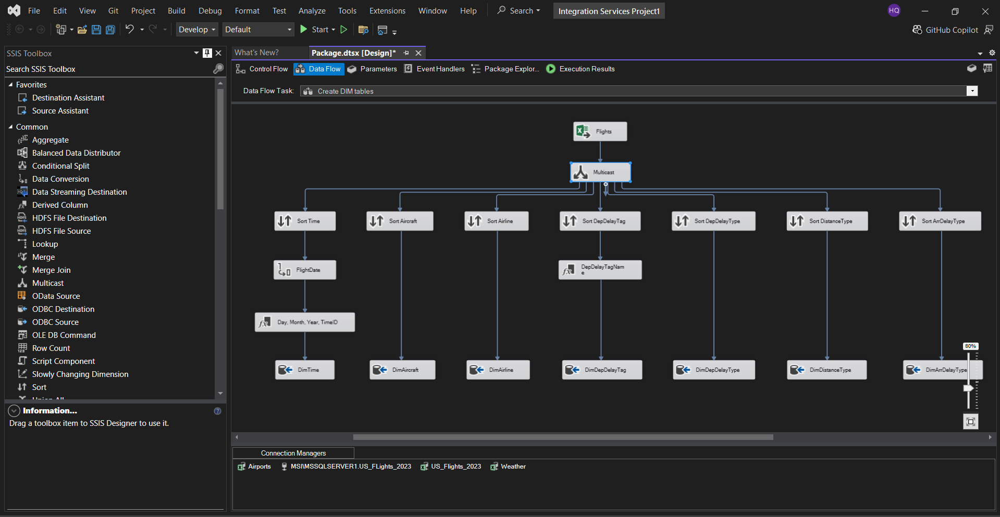 File Edit View Git Project Build Debug Format Test Analyze Tools Extensions Window Help Search Integration Services Project1 HQ
Develop Default Start GitHub Copilot
SSIS Toolbox
Search SSIS Toolbox
Favorites
Destination Assistant
Source Assistant
Common
Aggregate
Balanced Data Distributor
Conditional Split
Data Conversion
Data Streaming Destination
Derived Column
HDFS File Destination
HDFS File Source
Lookup
Merge
Merge Join
Multicast
OData Source
ODBC Destination
ODBC Source
OLE DB Command
Row Count
Script Component
Slowly Changing Dimension
Sort
Union All
Information...
Drag a toolbox item to SSIS Designer to use it.
What's New? Package.dtsx [Design]*
Control Flow Data Flow Parameters Event Handlers Package Explor... Execution Results
Data Flow Task: Create DIM tables
Flights
Multicast
Sort Time Sort Aircraft Sort Airline Sort DepDelayTag Sort DepDelayType Sort DistanceType Sort ArrDelayType
FlightDate DepDelayTagNam
e
Day, Month, Year, TimeID
80%
DimTime DimAircraft DimAirline DimDepDelayTag DimDepDelayType DimDistanceType DimArrDelayType
Connection Managers
Airports MSI\MSSQLSERVER1.US_FLights_2023 US_Flights_2023 Weather